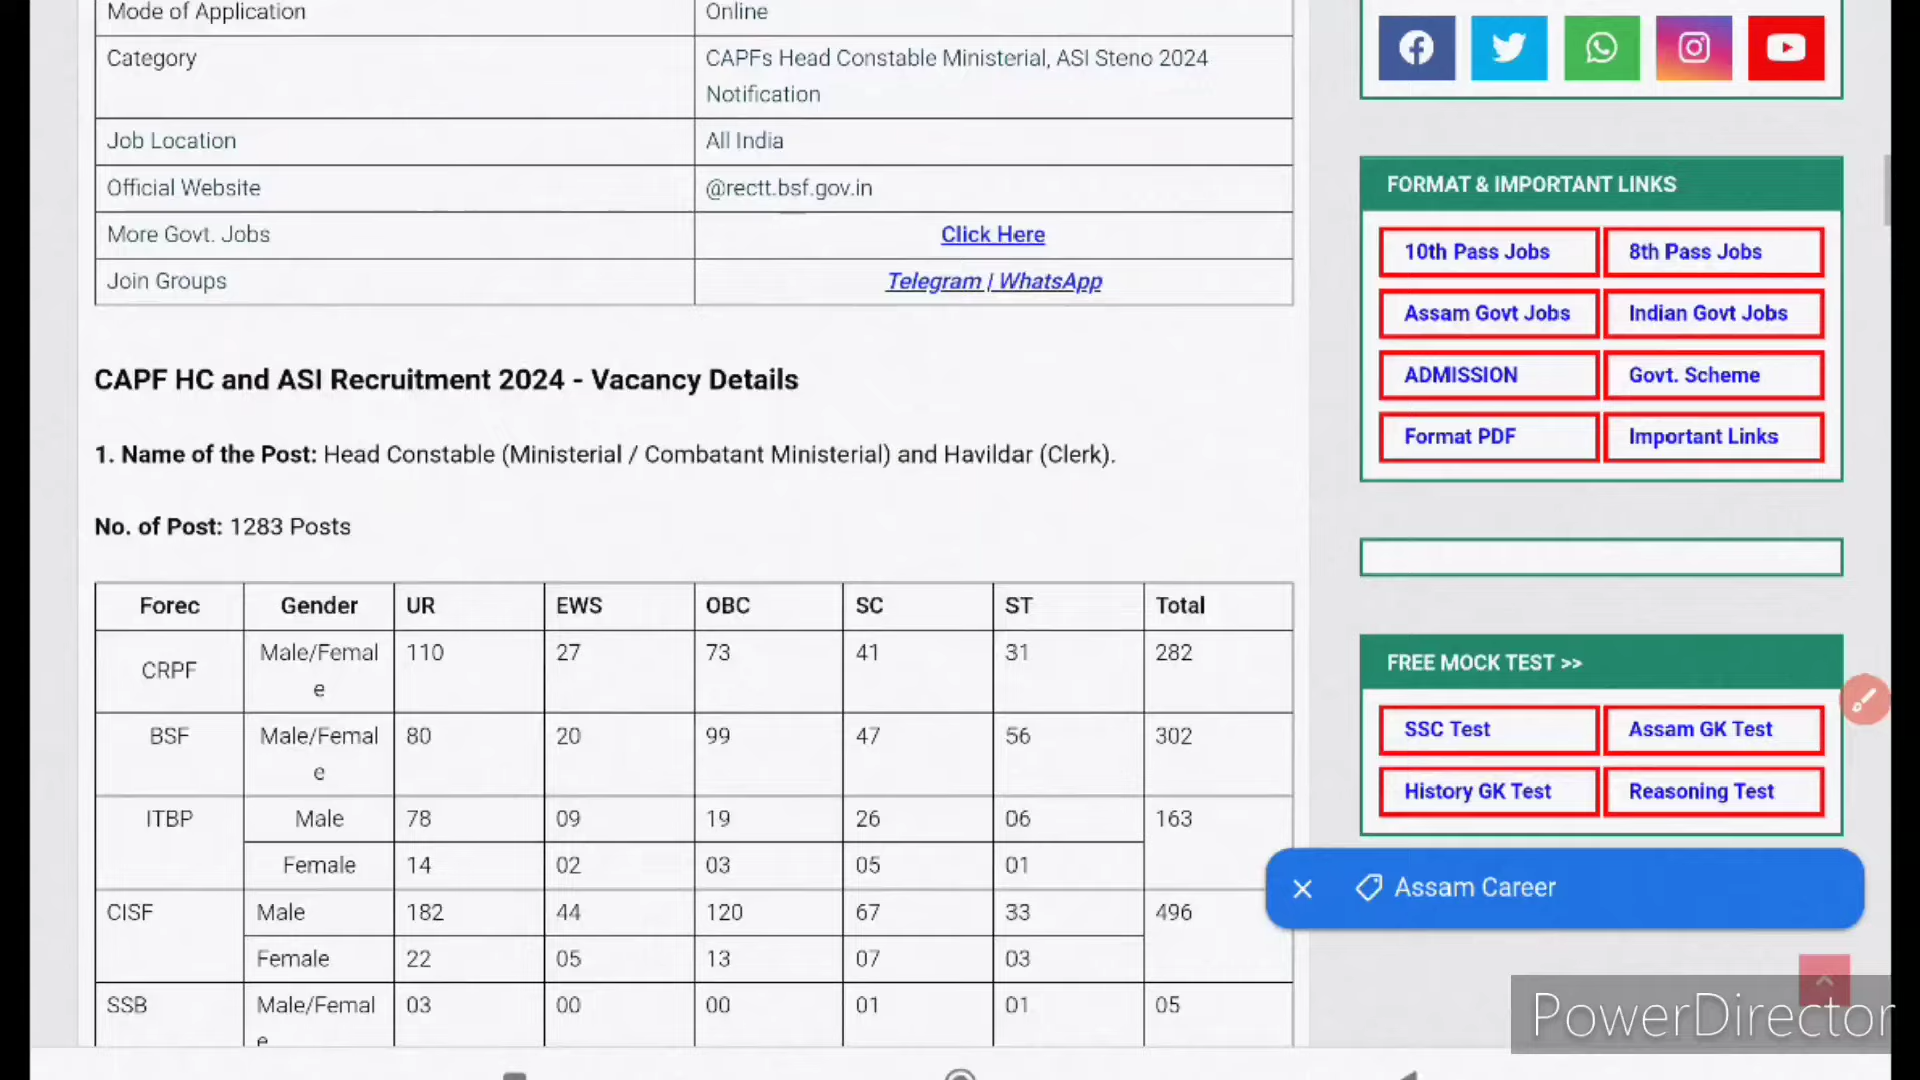 Mode of Application Online
Category CAPFs Head Constable Ministerial, ASI Steno 2024
Notification
Job Location All India
Official Website @rectt.bsf.gov.in
More Govt. Jobs Click Here
Join Groups Telegram | WhatsApp
CAPF HC and ASI Recruitment 2024 - Vacancy Details
1. Name of the Post: Head Constable (Ministerial / Combatant Ministerial) and Havildar (Clerk).
No. of Post: 1283 Posts
Forec Gender UR EWS OBC SC ST Total
CRPF Male/Femal
e 110 27 73 41 31 282
BSF Male/Femal
e 80 20 99 47 56 302
ITBP Male 78 09 19 26 06 163
Female 14 02 03 05 01
CISF Male 182 44 120 67 33 496
Female 22 05 13 07 03
SSB Male/Femal
e 03 00 00 01 01 05
FORMAT & IMPORTANT LINKS
10th Pass Jobs 8th Pass Jobs
Assam Govt Jobs Indian Govt Jobs
ADMISSION Govt. Scheme
Format PDF Important Links
FREE MOCK TEST >>
SSC Test Assam GK Test
History GK Test Reasoning Test
Assam Career
PowerDirector